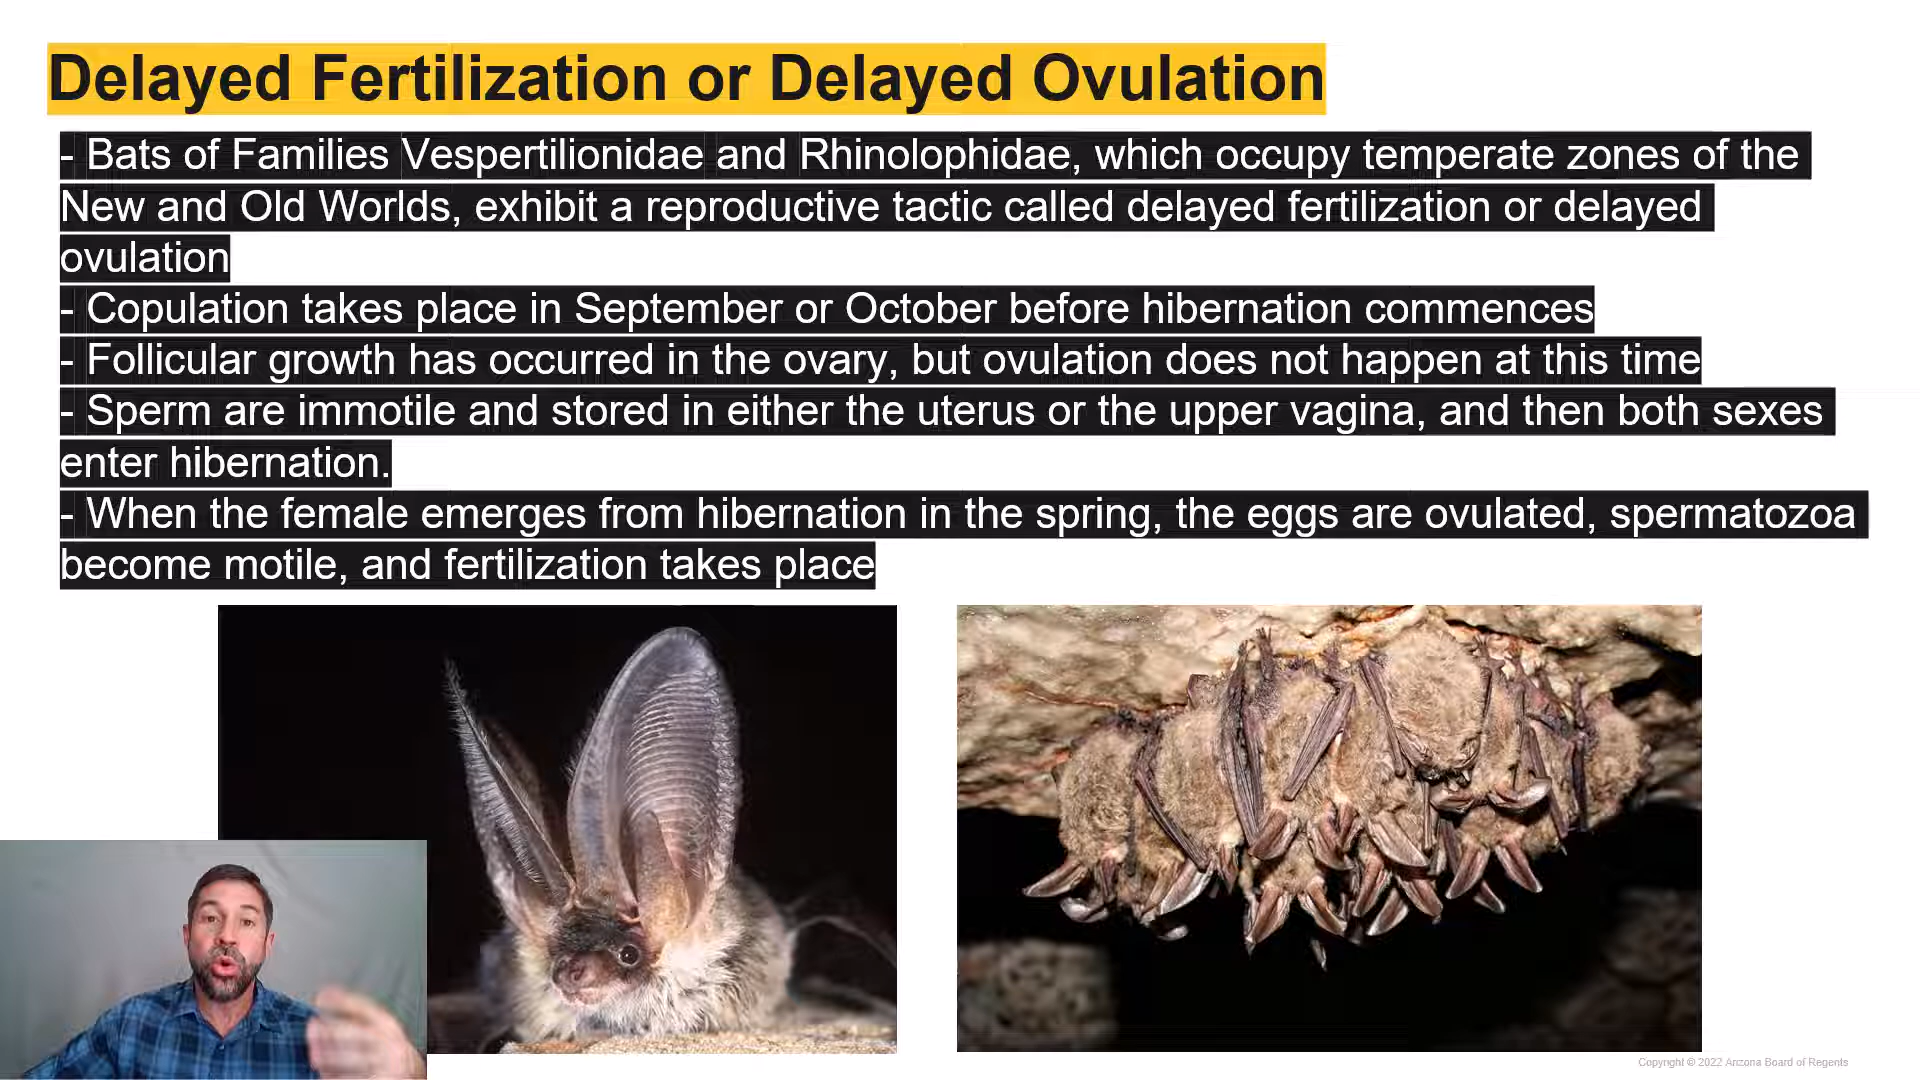 Delayed Fertilization or Delayed Ovulation
- Bats of Families Vespertilionidae and Rhinolophidae, which occupy temperate zones of the
New and Old Worlds, exhibit a reproductive tactic called delayed fertilization or delayed
ovulation
- Copulation takes place in September or October before hibernation commences
- Follicular growth has occurred in the ovary, but ovulation does not happen at this time
- Sperm are immotile and stored in either the uterus or the upper vagina, and then both sexes
enter hibernation.
- When the female emerges from hibernation in the spring, the eggs are ovulated, spermatozoa
become motile, and fertilization takes place
Copyright © 2022 Arizona Board of Regents